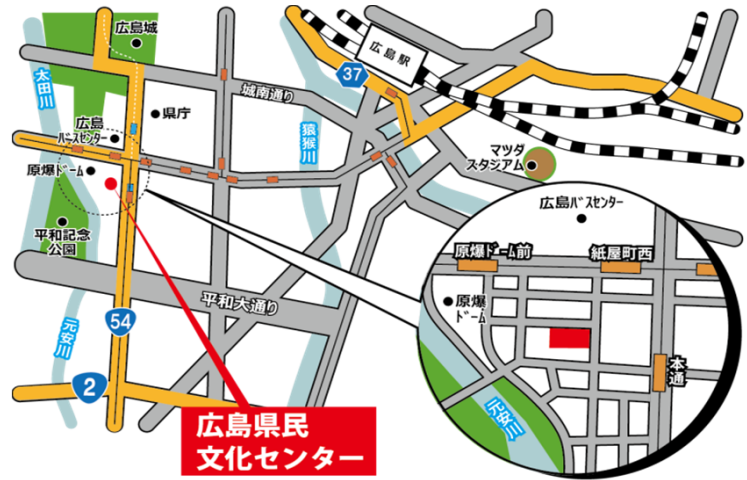 広島城
広島駅
37
太田川
城南通り
県庁
広島
バスセンター
猿猴川
マツダ
スタジアム
原爆ドーム
平和記念
公園
広島バスセンター
原爆ドーム前
紙屋町西
平和大通り
原爆
ドーム
54
元安川
本通
2
元安川
広島県民
文化センター